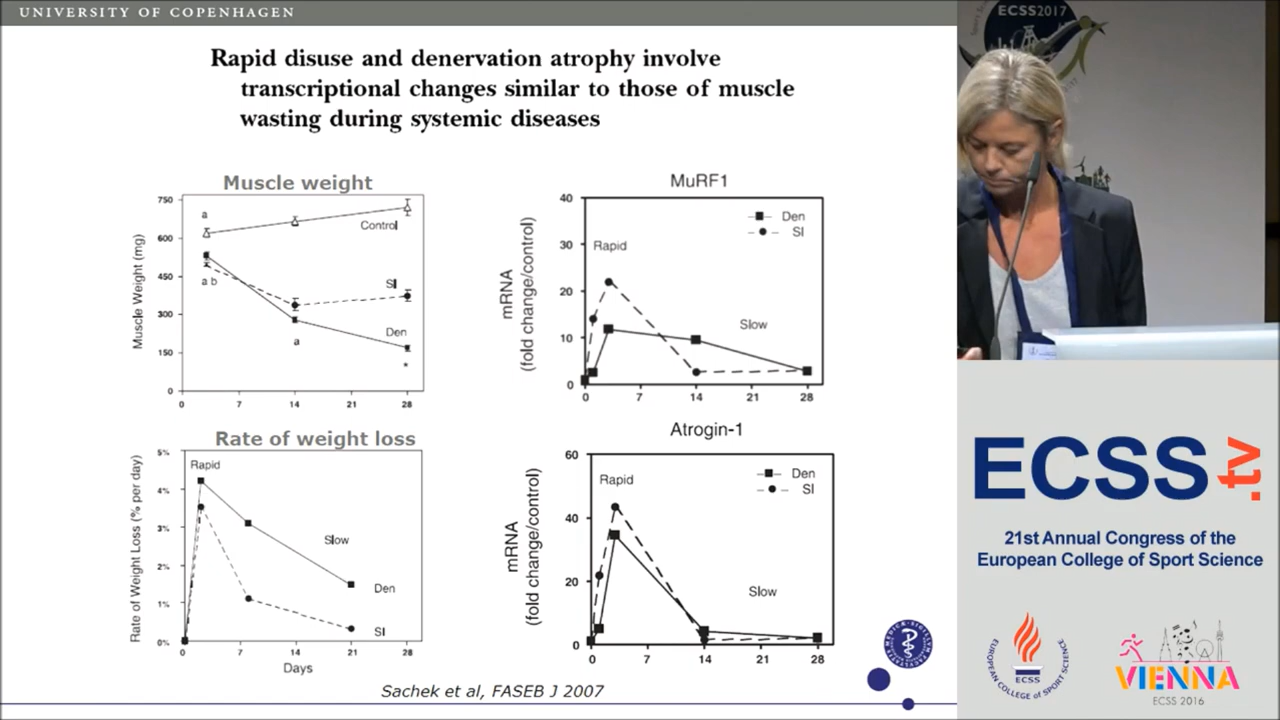 UNIVERSITY OF COPENHAGEN
Rapid disuse and denervation atrophy involve
transcriptional changes similar to those of muscle
wasting during systemic diseases
Muscle weight
Muscle Weight (mg)
750
600
450
300
150
0
0
7
14
21
28
a
Control
a b
SI
Den
a
*
MuRF1
mRNA
(fold change/control)
40
30
20
10
0
0
7
14
21
28
Den
SI
Rapid
Slow
Rate of weight loss
Rate of Weight Loss (% per day)
5%
4%
3%
2%
1%
0%
0
7
14
21
28
Days
Rapid
Slow
Den
SI
Atrogin-1
mRNA
(fold change/control)
60
40
20
0
0
7
14
21
28
Den
SI
Rapid
Slow
Sachek et al, FASEB J 2007
ECSS2017
ECSS
.tv
21st Annual Congress of the
European College of Sport Science
EUROPEAN COLLEGE OF SPORT SCIENCE
ECSS
VIENNA
ECSS 2016